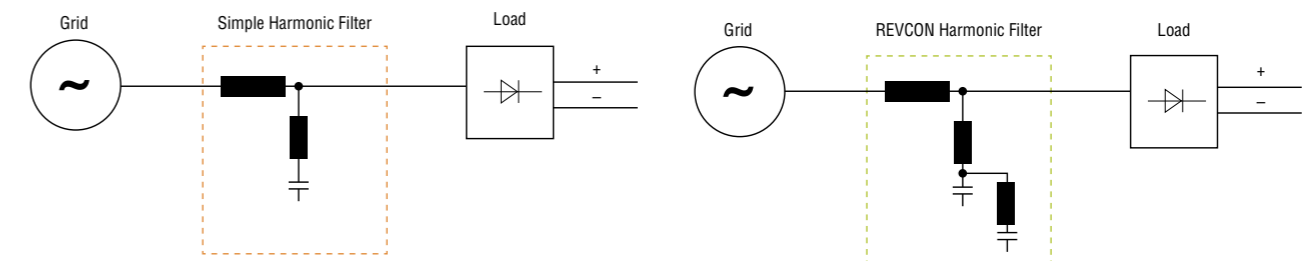 Grid
Simple Harmonic Filter
Load
~
+
–
Grid
REVCON Harmonic Filter
Load
~
+
–